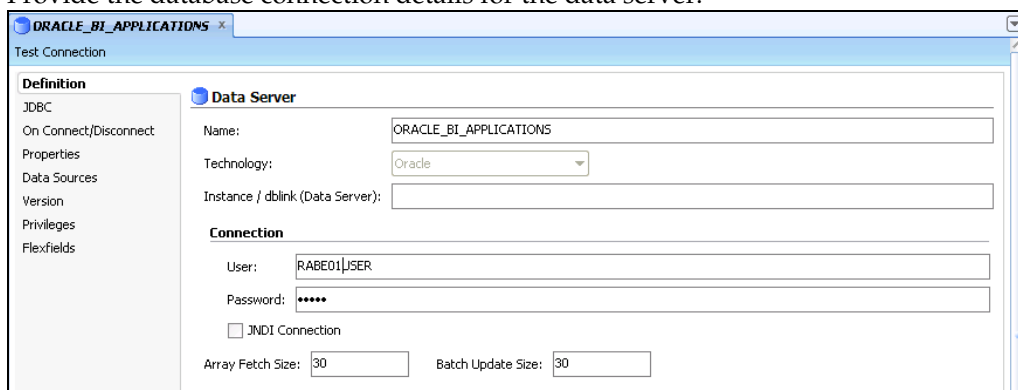 Provide the database connection details for the data server.
ORACLE_BI_APPLICATIONS ×
Test Connection
Definition
JDBC
On Connect/Disconnect
Properties
Data Sources
Version
Privileges
Flexfields
Data Server
Name: ORACLE_BI_APPLICATIONS
Technology: Oracle
Instance / dblink (Data Server):
Connection
User: RABE01USER
Password: •••••
JNDI Connection
Array Fetch Size: 30 Batch Update Size: 30